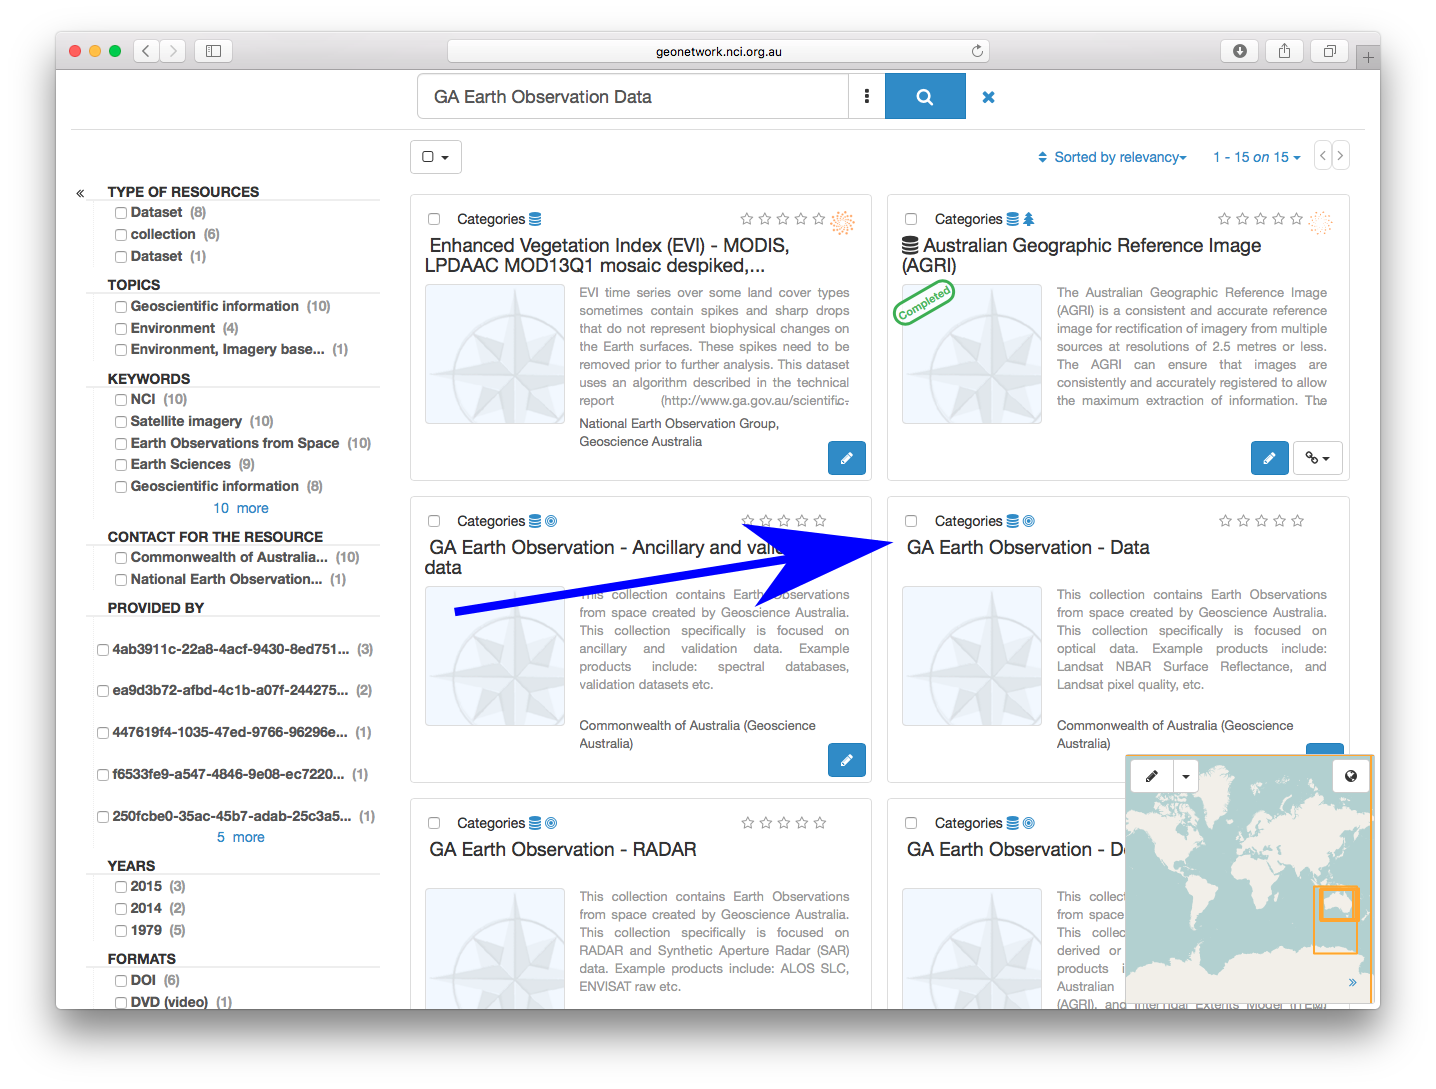 geonetwork.nci.org.au
GA Earth Observation Data
Sorted by relevancy
1 - 15 on 15
TYPE OF RESOURCES
Dataset (8)
collection (6)
Dataset (1)
TOPICS
Geoscientific information (10)
Environment (4)
Environment, Imagery base... (1)
KEYWORDS
NCI (10)
Satellite imagery (10)
Earth Observations from Space (10)
Earth Sciences (9)
Geoscientific information (8)
10 more
CONTACT FOR THE RESOURCE
Commonwealth of Australia... (10)
National Earth Observation... (1)
PROVIDED BY
4ab3911c-22a8-4acf-9430-8ed751... (3)
ea9d3b72-afbd-4c1b-a07f-244275... (2)
447619f4-1035-47ed-9766-96296e... (1)
f6533fe9-a547-4846-9e08-ec7220... (1)
250fcbe0-35ac-45b7-adab-25c3a5... (1)
5 more
YEARS
2015 (3)
2014 (2)
1979 (5)
FORMATS
DOI (6)
DVD (video) (1)
Categories
Enhanced Vegetation Index (EVI) - MODIS,
LPDAAC MOD13Q1 mosaic despiked,...
EVI time series over some land cover types
sometimes contain spikes and sharp drops
that do not represent biophysical changes on
the Earth surfaces. These spikes need to be
removed prior to further analysis. This dataset
uses an algorithm described in the technical
report (http://www.ga.gov.au/scientific-
National Earth Observation Group,
Geoscience Australia
Categories
Australian Geographic Reference Image
(AGRI)
Completed
The Australian Geographic Reference Image
(AGRI) is a consistent and accurate reference
image for rectification of imagery from multiple
sources at resolutions of 2.5 metres or less.
The AGRI can ensure that images are
consistently and accurately registered to allow
the maximum extraction of information. The
Categories
GA Earth Observation - Ancillary and
data
This collection contains Earth Observations
from space created by Geoscience Australia.
This collection specifically is focused on
ancillary and validation data. Example
products include: spectral databases,
validation datasets etc.
Commonwealth of Australia (Geoscience
Australia)
Categories
GA Earth Observation - Data
This collection contains Earth Observations
from space created by Geoscience Australia.
This collection specifically is focused on
optical data. Example products include:
Landsat NBAR Surface Reflectance, and
Landsat pixel quality, etc.
Commonwealth of Australia (Geoscience
Australia)
Categories
GA Earth Observation - RADAR
This collection contains Earth Observations
from space created by Geoscience Australia.
This collection specifically is focused on
RADAR and Synthetic Aperture Radar (SAR)
data. Example products include: ALOS SLC,
ENVISAT raw etc.
Categories
GA Earth Observation -
This
from space
This
derived or
products
Australian
(AGRI), and